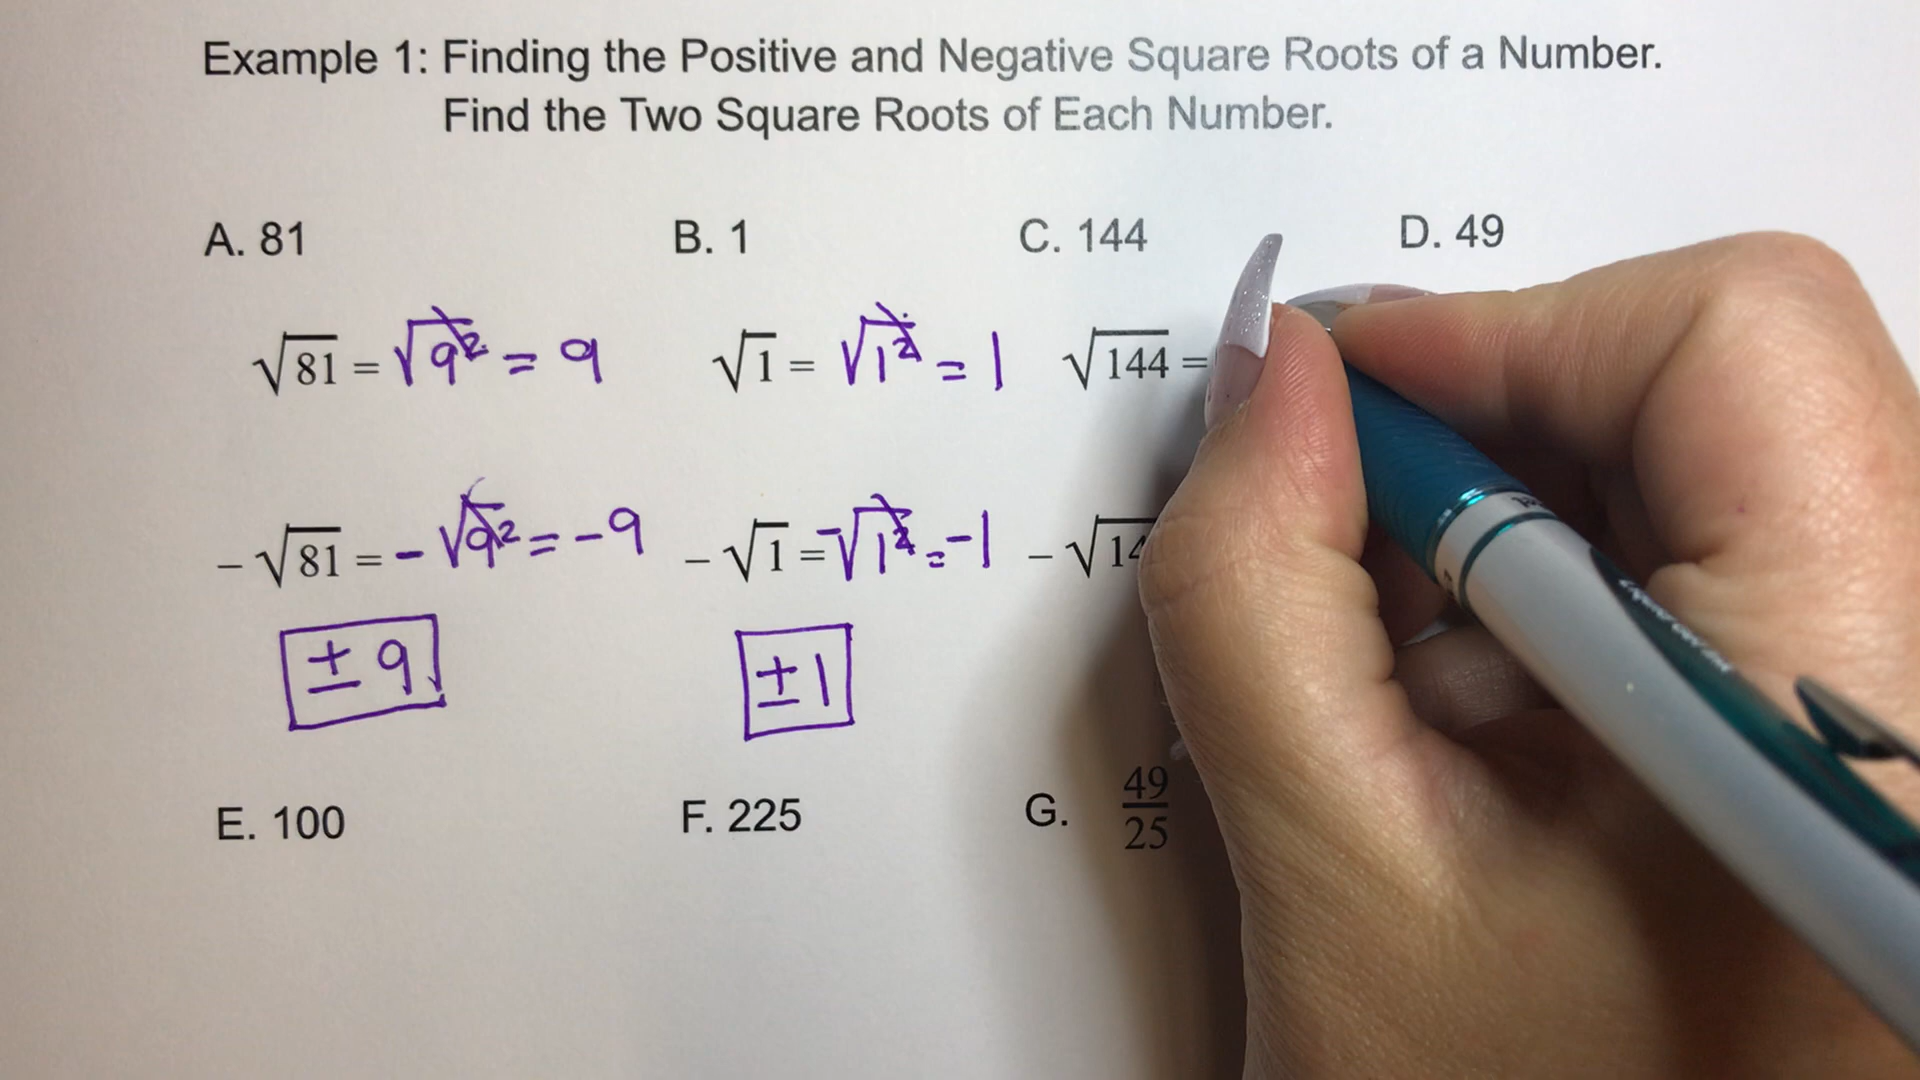 Example 1: Finding the Positive and Negative Square Roots of a Number.
Find the Two Square Roots of Each Number.
A. 81 B. 1 C. 144 D. 49
√81 = √9² = 9 √1 = √1² = 1 √144 =
-√81 = -√9² = -9 -√1 = -√1² = -1 -√14
±9 ±1
E. 100 F. 225 G. 49/25